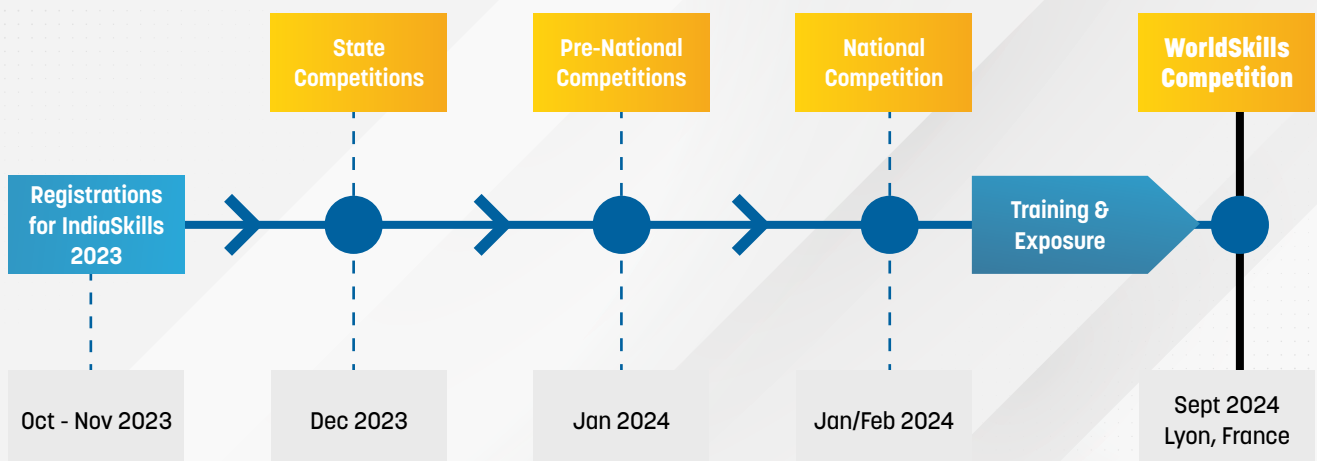 State
Competitions
Pre-National
Competitions
National
Competition
WorldSkills
Competition
Registrations
for IndiaSkills
2023
Training &
Exposure
Oct - Nov 2023
Dec 2023
Jan 2024
Jan/Feb 2024
Sept 2024
Lyon, France